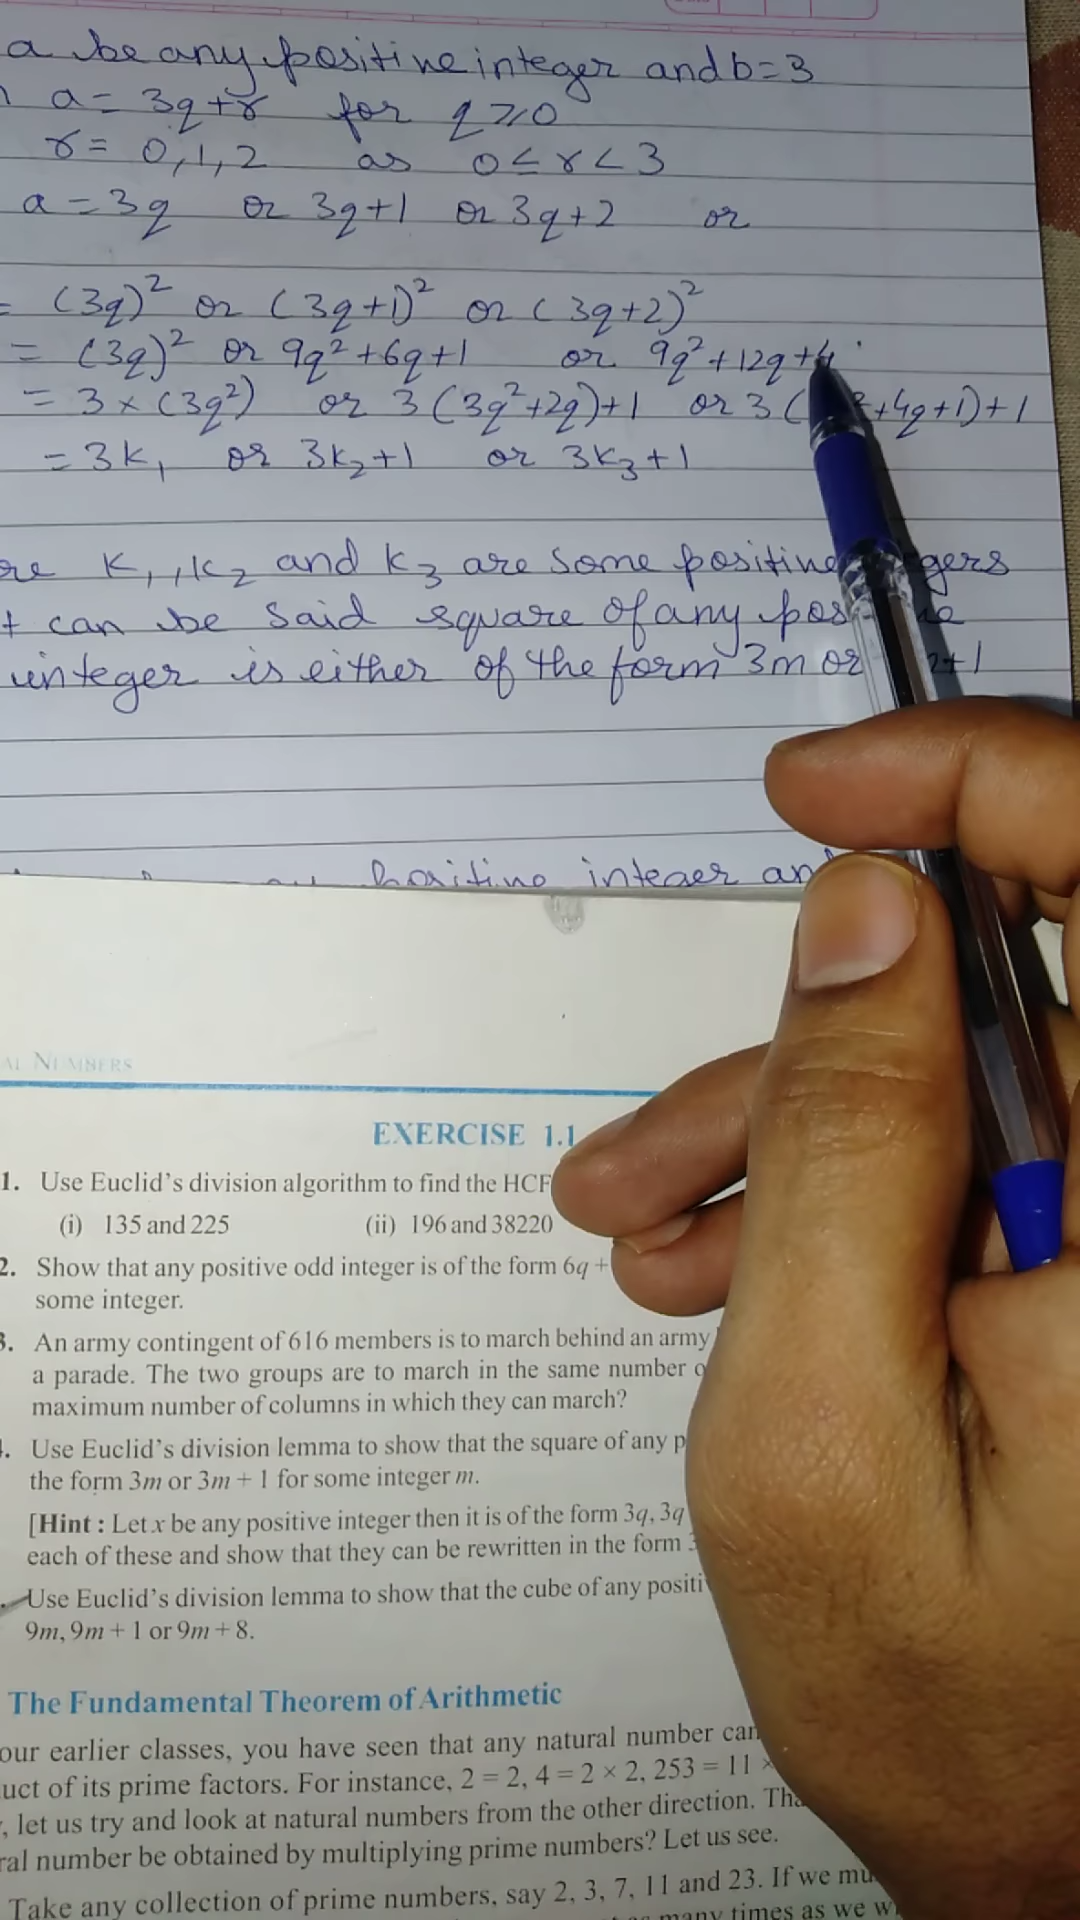 a be any positive integer and b=3
a= 3q+r for q≥0
r= 0,1,2 as 0≤r<3
a=3q or 3q+1 or 3q+2 or
= (3q)² or (3q+1)² or (3q+2)²
= (3q)² or 9q²+6q+1 or 9q²+12q+4
= 3×(3q²) or 3(3q²+2q)+1 or 3( ²+4q+1)+1
=3k₁ or 3k₂+1 or 3k₃+1
k₁,,k₂ and k₃ are some positive gers
can be said square of any pos
integer is either of the form 3m or +1
positive integer an
NUMBERS
EXERCISE 1.1
1. Use Euclid's division algorithm to find the HCF
(i) 135 and 225 (ii) 196 and 38220
2. Show that any positive odd integer is of the form 6q +
some integer.
3. An army contingent of 616 members is to march behind an army
a parade. The two groups are to march in the same number o
maximum number of columns in which they can march?
. Use Euclid's division lemma to show that the square of any p
the form 3m or 3m + 1 for some integer m.
[Hint : Let x be any positive integer then it is of the form 3q, 3q
each of these and show that they can be rewritten in the form 3
Use Euclid's division lemma to show that the cube of any positi
9m, 9m + 1 or 9m + 8.
The Fundamental Theorem of Arithmetic
our earlier classes, you have seen that any natural number can
uct of its prime factors. For instance, 2 = 2, 4 = 2 × 2, 253 = 11 ×
, let us try and look at natural numbers from the other direction. Tha
ral number be obtained by multiplying prime numbers? Let us see.
Take any collection of prime numbers, say 2, 3, 7, 11 and 23. If we mu
many times as we w